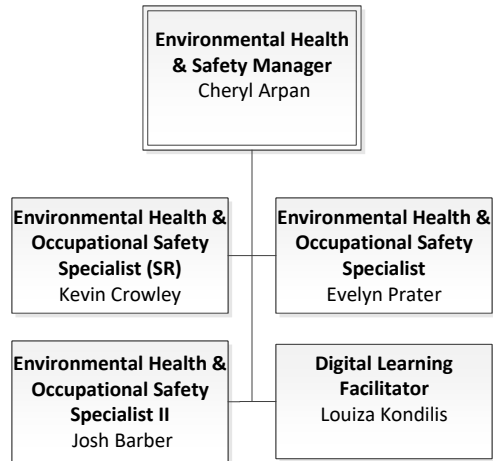 Environmental Health
& Safety Manager
Cheryl Arpan
Environmental Health &
Occupational Safety
Specialist (SR)
Kevin Crowley
Environmental Health &
Occupational Safety
Specialist
Evelyn Prater
Environmental Health &
Occupational Safety
Specialist II
Josh Barber
Digital Learning
Facilitator
Louiza Kondilis